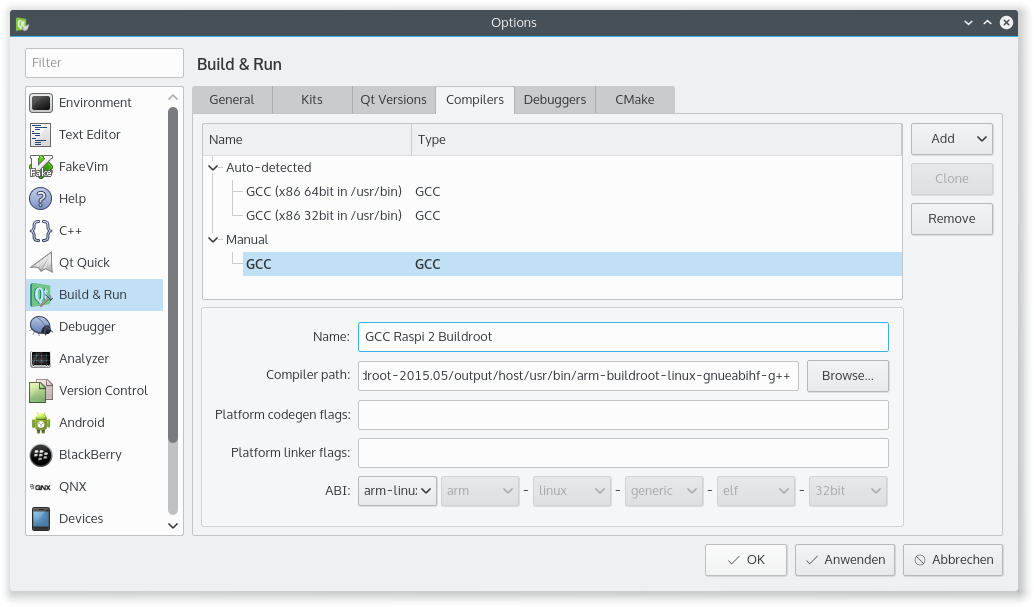 Options
Filter
Build & Run
Environment
Text Editor
FakeVim
Help
C++
Qt Quick
Build & Run
Debugger
Analyzer
Version Control
Android
BlackBerry
QNX
Devices
General Kits Qt Versions Compilers Debuggers CMake
Name Type
Auto-detected
GCC (x86 64bit in /usr/bin) GCC
GCC (x86 32bit in /usr/bin) GCC
Manual
GCC GCC
Add
Clone
Remove
Name: GCC Raspi 2 Buildroot
Compiler path: droot-2015.05/output/host/usr/bin/arm-buildroot-linux-gnueabihf-g++ Browse...
Platform codegen flags:
Platform linker flags:
ABI: arm-linu: arm - linux - generic - elf - 32bit
OK Anwenden Abbrechen